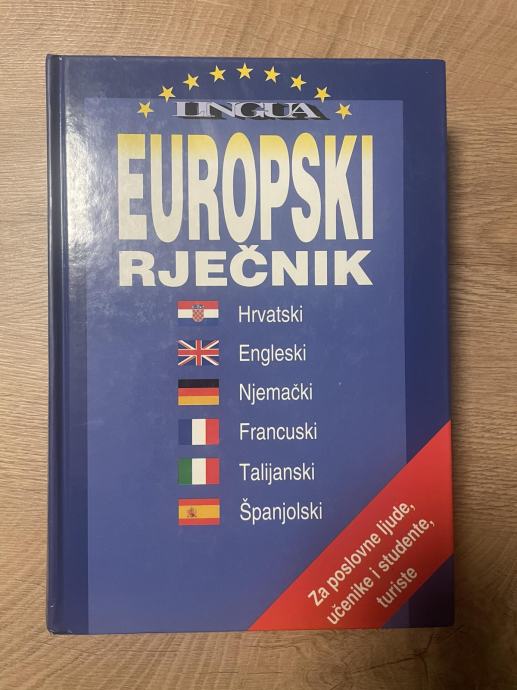 LINGUA
EUROPSKI
RJEČNIK
Hrvatski
Engleski
Njemački
Francuski
Talijanski
Španjolski
Za poslovne ljude,
učenike i studente,
turiste